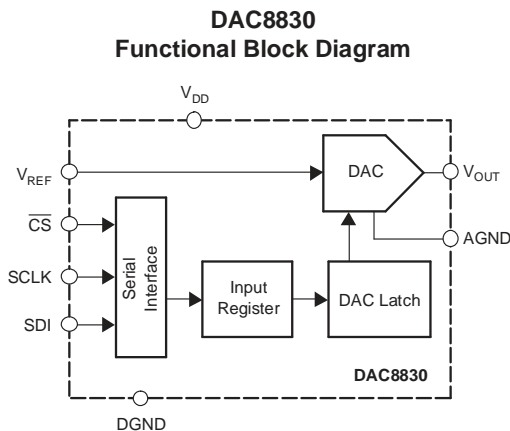 DAC8830
Functional Block Diagram
VDD
VREF
DAC
VOUT
CS
AGND
SCLK
Serial
Interface
Input
Register
DAC Latch
SDI
DAC8830
DGND